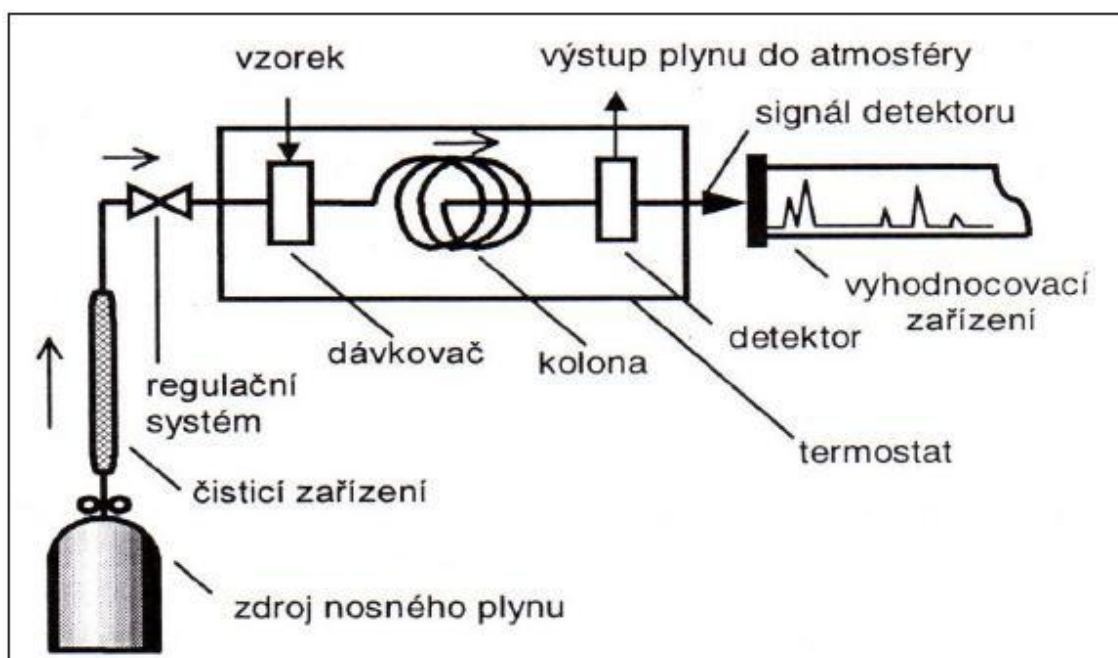 vzorek
výstup plynu do atmosféry
signál detektoru
vyhodnocovací
zařízení
detektor
kolona
dávkovač
regulační
systém
termostat
čisticí zařízení
zdroj nosného plynu